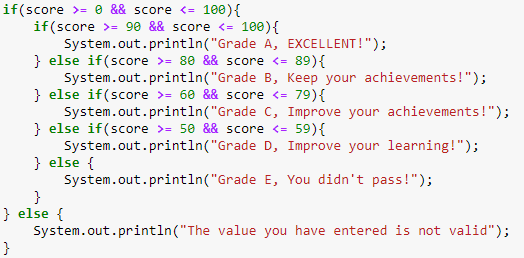 if(score >= 0 && score <= 100){
    if(score >= 90 && score <= 100){
        System.out.println("Grade A, EXCELLENT!");
    } else if(score >= 80 && score <= 89){
        System.out.println("Grade B, Keep your achievements!");
    } else if(score >= 60 && score <= 79){
        System.out.println("Grade C, Improve your achievements!");
    } else if(score >= 50 && score <= 59){
        System.out.println("Grade D, Improve your learning!");
    } else {
        System.out.println("Grade E, You didn't pass!");
    }
} else {
    System.out.println("The value you have entered is not valid");
}